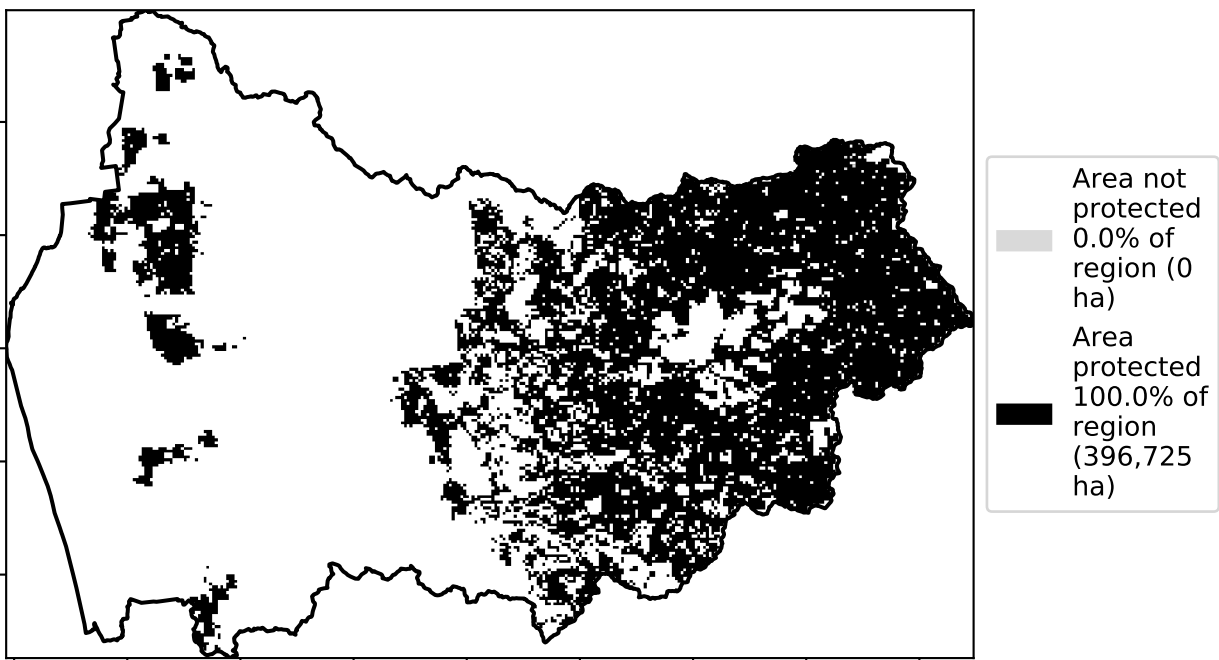 Area not
protected
0.0% of
region (0
ha)
Area
protected
100.0% of
region
(396,725
ha)